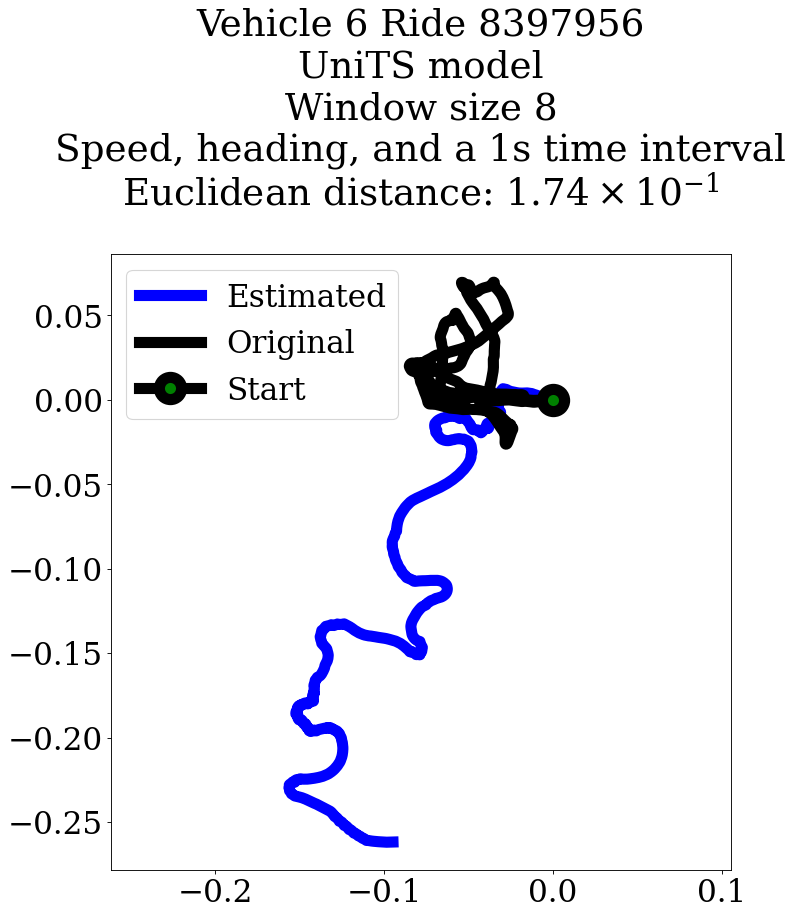 Vehicle 6 Ride 8397956
UniTS model
Window size 8
Speed, heading, and a 1s time interval
Euclidean distance: 1.74 × 10⁻¹
Estimated
Original
Start
0.05
0.00
−0.05
−0.10
−0.15
−0.20
−0.25
−0.2
−0.1
0.0
0.1